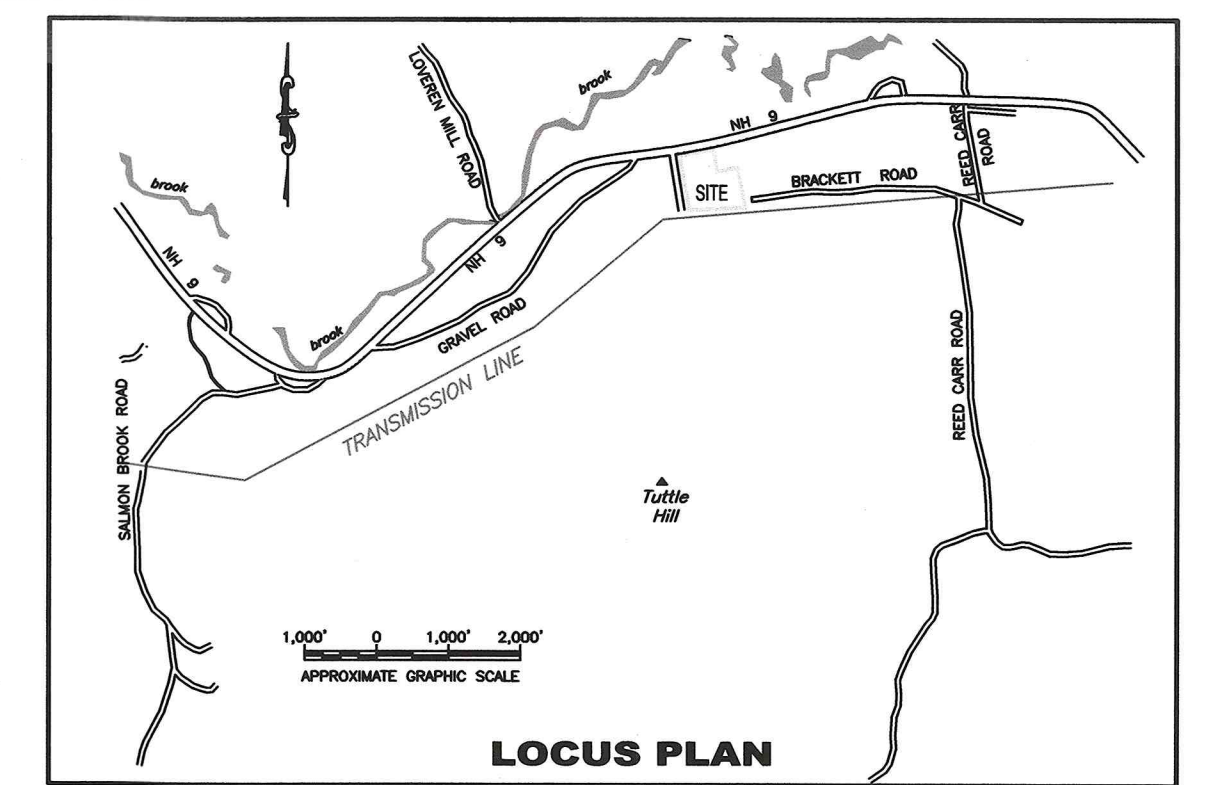 LOVEREN MILL ROAD
brook
NH 9
REED CARR
ROAD
brook
SITE
BRACKETT ROAD
NH 9
NH 9
brook
GRAVEL ROAD
TRANSMISSION LINE
SALMON BROOK ROAD
REED CARR ROAD
Tuttle
Hill
1,000' 0 1,000' 2,000'
APPROXIMATE GRAPHIC SCALE
LOCUS PLAN